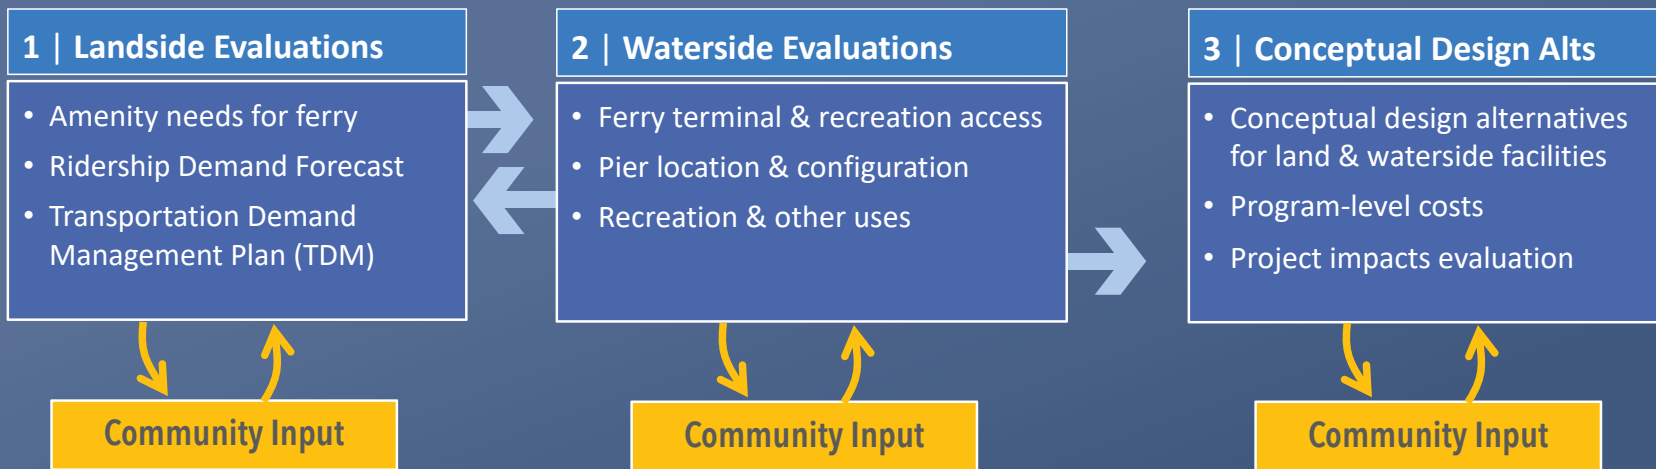 1 | Landside Evaluations
• Amenity needs for ferry
• Ridership Demand Forecast
• Transportation Demand
Management Plan (TDM)
Community Input
2 | Waterside Evaluations
• Ferry terminal & recreation access
• Pier location & configuration
• Recreation & other uses
Community Input
3 | Conceptual Design Alts
• Conceptual design alternatives
for land & waterside facilities
• Program-level costs
• Project impacts evaluation
Community Input